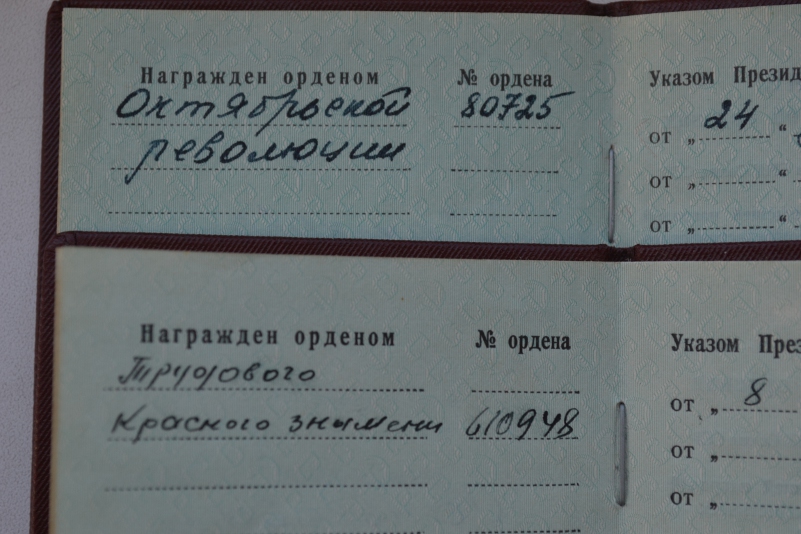 Награжден орденом № ордена Указом Презид
Октябрьской 80725 от „ 24 “
революции от „ “
от „ “
Награжден орденом № ордена Указом През
Трудового от „ 8
Красного знамени 610948 от „
от „